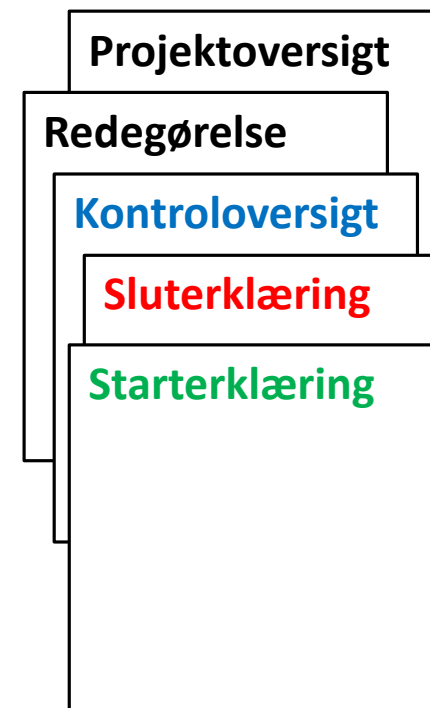 Projektoversigt
Redegørelse
Kontroloversigt
Sluterklæring
Starterklæring